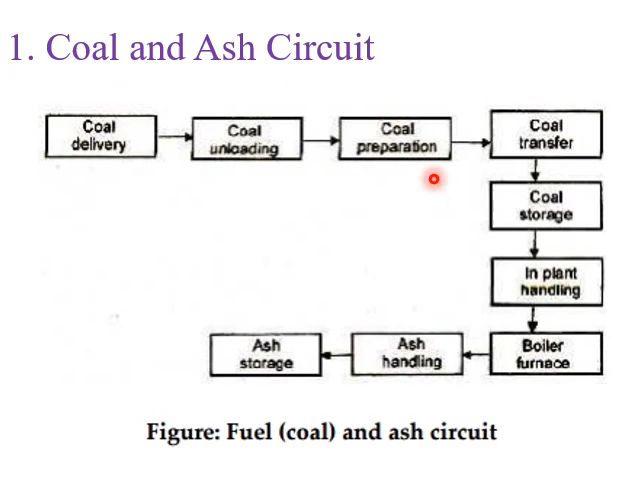 1. Coal and Ash Circuit
Coal
delivery
Coal
unloading
Coal
preparation
Coal
transfer
Coal
storage
In plant
handling
Boiler
furnace
Ash
handling
Ash
storage
Figure: Fuel (coal) and ash circuit